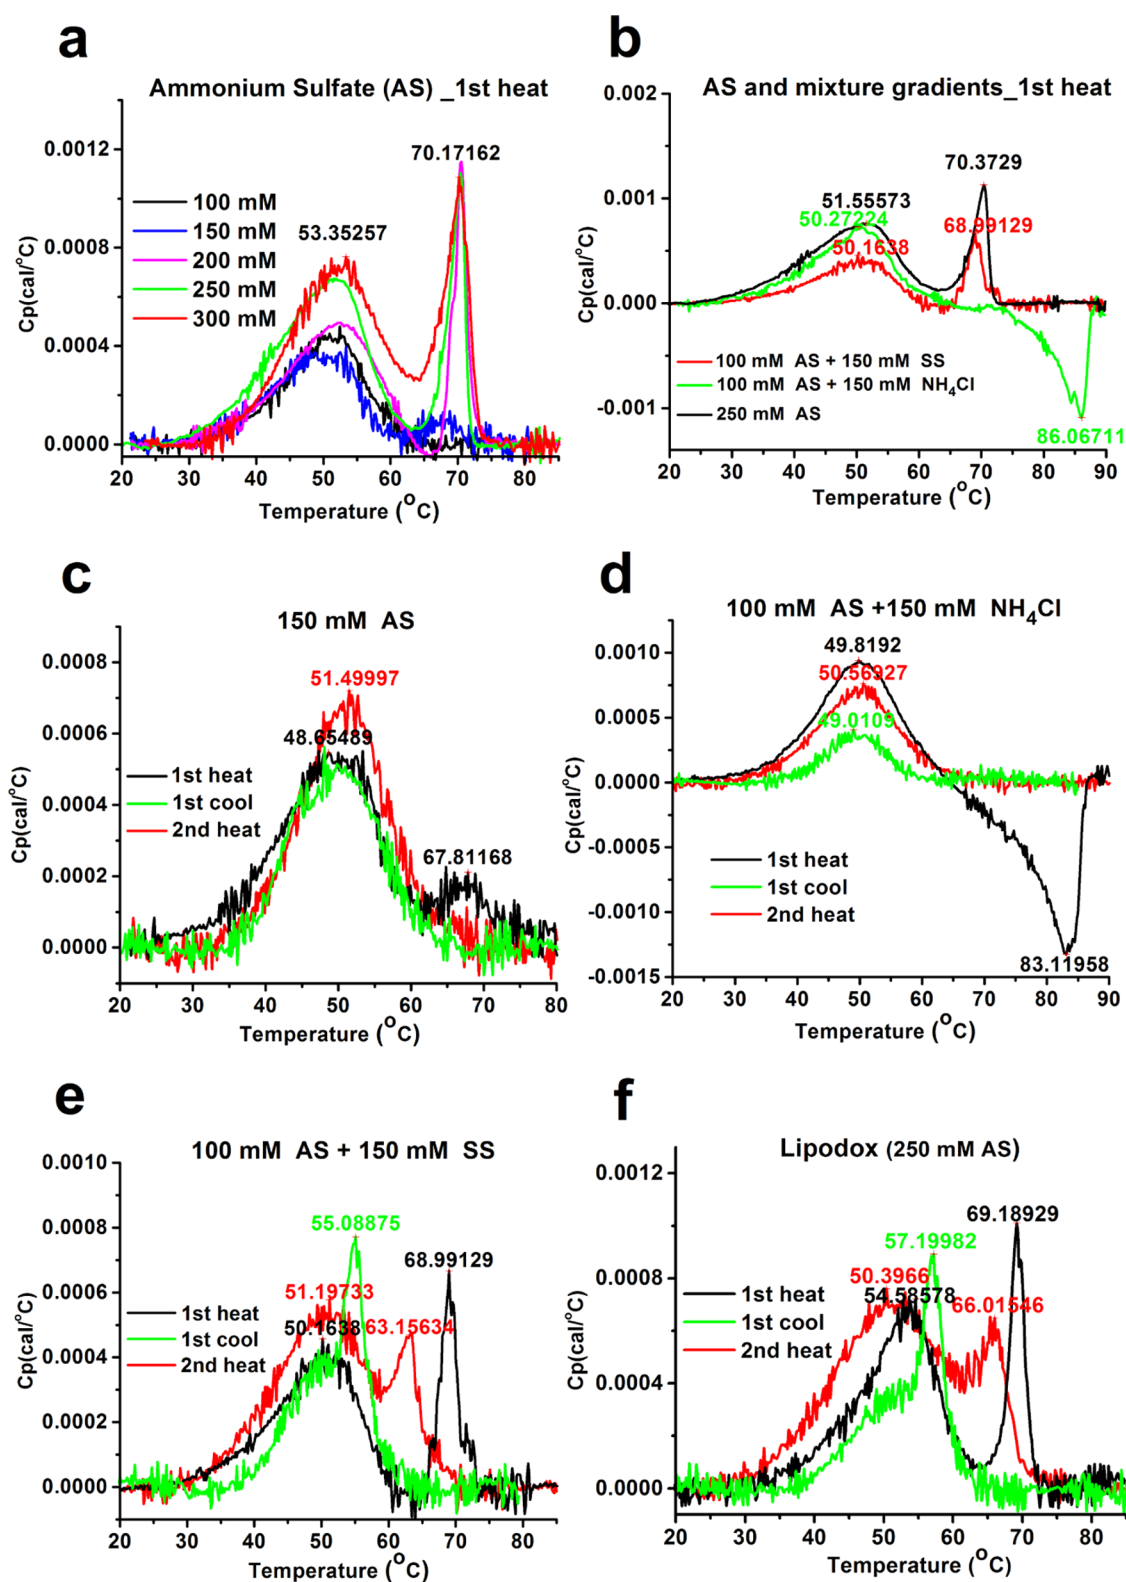 a
Ammonium Sulfate (AS) _1st heat
Cp(cal/°C)
0.0012
0.0008
0.0004
0.0000
100 mM
150 mM
200 mM
250 mM
300 mM
53.35257
70.17162
20 30 40 50 60 70 80
Temperature (°C)
b
AS and mixture gradients_1st heat
Cp(cal/°C)
0.002
0.001
0.000
-0.001
51.55573
50.27224
50.1638
70.3729
68.99129
86.06711
100 mM AS + 150 mM SS
100 mM AS + 150 mM NH₄Cl
250 mM AS
20 30 40 50 60 70 80 90
Temperature (°C)
c
150 mM AS
Cp(cal/°C)
0.0008
0.0006
0.0004
0.0002
0.0000
51.49997
48.65489
67.81168
1st heat
1st cool
2nd heat
20 30 40 50 60 70 80
Temperature (°C)
d
100 mM AS +150 mM NH₄Cl
Cp(cal/°C)
0.0010
0.0005
0.0000
-0.0005
-0.0010
-0.0015
49.8192
50.56927
49.0109
83.11958
1st heat
1st cool
2nd heat
20 30 40 50 60 70 80 90
Temperature (°C)
e
100 mM AS + 150 mM SS
Cp(cal/°C)
0.0010
0.0008
0.0006
0.0004
0.0002
0.0000
55.08875
51.19733
50.1638
63.15634
68.99129
1st heat
1st cool
2nd heat
20 30 40 50 60 70 80
Temperature (°C)
f
Lipodox (250 mM AS)
Cp(cal/°C)
0.0012
0.0008
0.0004
0.0000
69.18929
57.19982
50.3966
54.58578
66.01546
1st heat
1st cool
2nd heat
20 30 40 50 60 70 80
Temperature (°C)